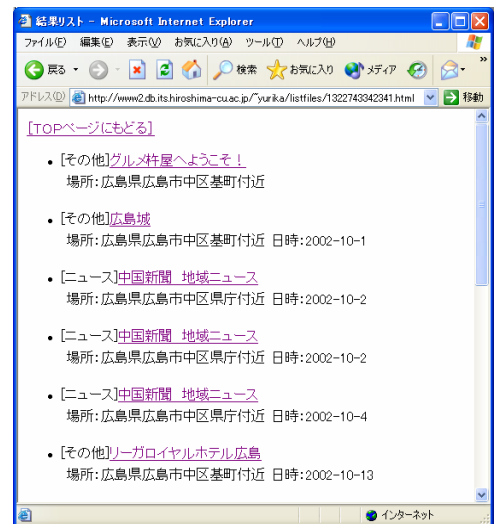 結果リスト - Microsoft Internet Explorer
ファイル(F) 編集(E) 表示(V) お気に入り(A) ツール(T) ヘルプ(H)
戻る 検索 お気に入り メディア »
アドレス(D) http://www2.db.its.hiroshima-cu.ac.jp/~yurika/listfiles/1322743342341.html 移動
[TOPページにもどる]
• [その他]グルメ杵屋へようこそ！
場所:広島県広島市中区基町付近
• [その他]広島城
場所:広島県広島市中区基町付近 日時:2002-10-1
• [ニュース]中国新聞 地域ニュース
場所:広島県広島市中区県庁付近 日時:2002-10-2
• [ニュース]中国新聞 地域ニュース
場所:広島県広島市中区県庁付近 日時:2002-10-2
• [ニュース]中国新聞 地域ニュース
場所:広島県広島市中区県庁付近 日時:2002-10-4
• [その他]リーガロイヤルホテル広島
場所:広島県広島市中区基町付近 日時:2002-10-13
インターネット